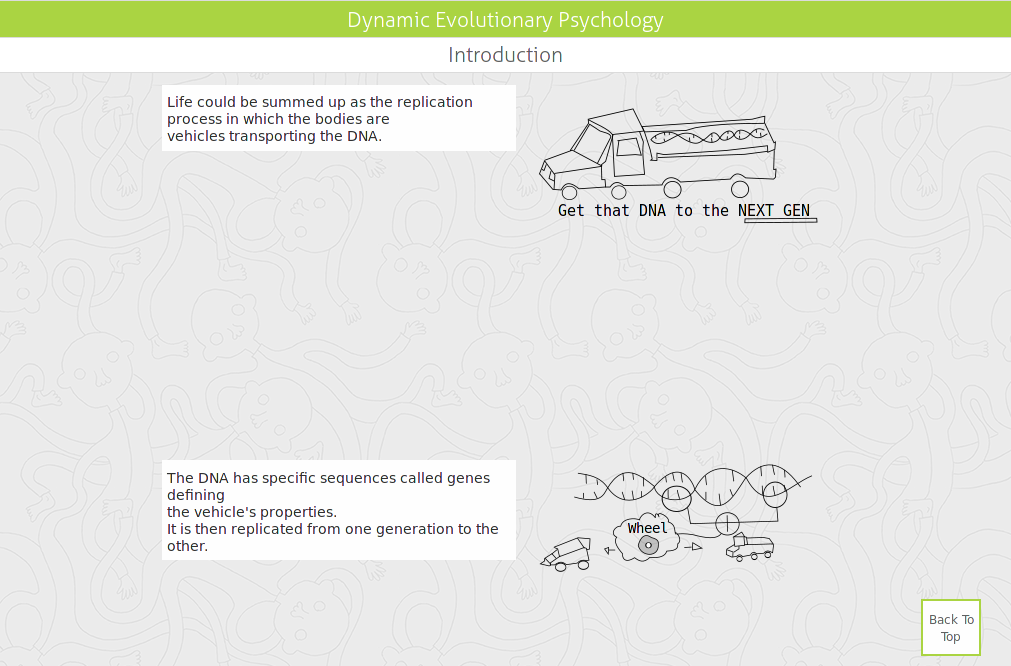 Dynamic Evolutionary Psychology
Introduction
Life could be summed up as the replication
process in which the bodies are
vehicles transporting the DNA.
Get that DNA to the NEXT GEN
The DNA has specific sequences called genes
defining
the vehicle's properties.
It is then replicated from one generation to the
other.
Wheel
Back To
Top